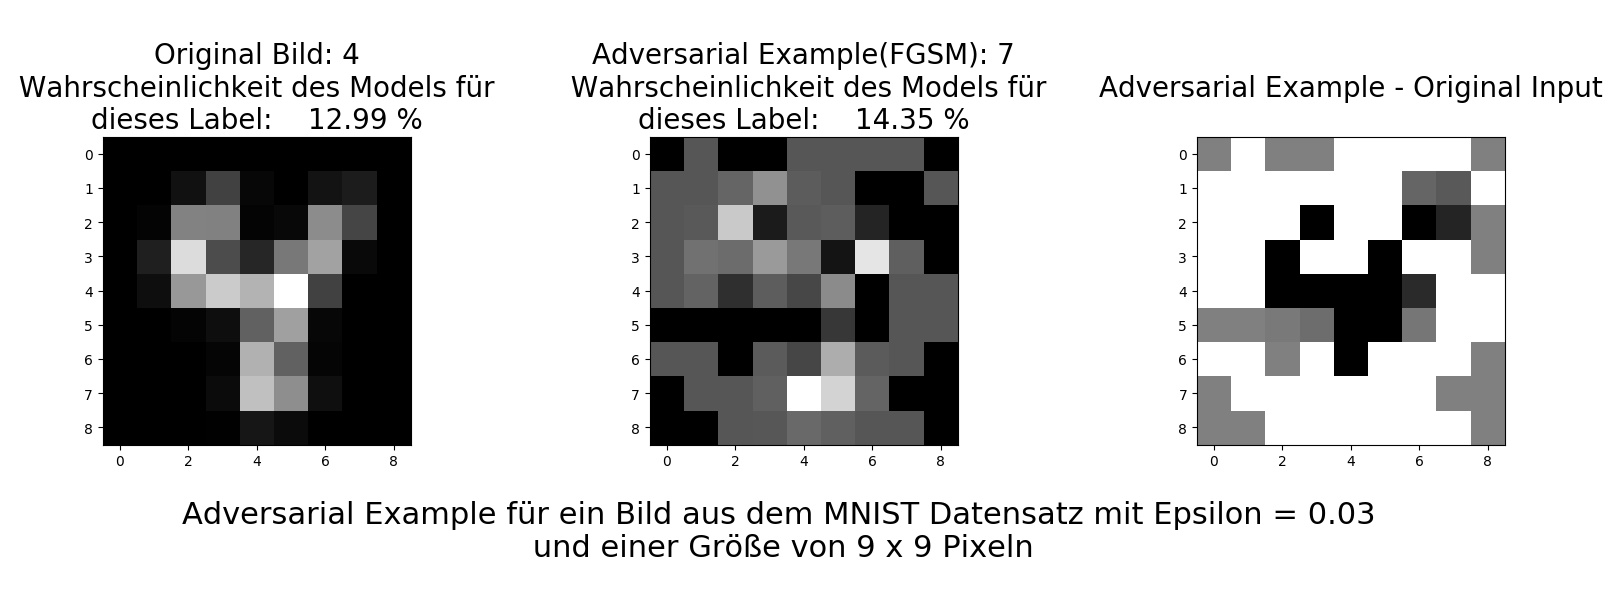 Original Bild: 4
Wahrscheinlichkeit des Models für
dieses Label: 12.99 %
Adversarial Example(FGSM): 7
Wahrscheinlichkeit des Models für
dieses Label: 14.35 %
Adversarial Example - Original Input
0
1
2
3
4
5
6
7
8
0 2 4 6 8
0
1
2
3
4
5
6
7
8
0 2 4 6 8
0
1
2
3
4
5
6
7
8
0 2 4 6 8
Adversarial Example für ein Bild aus dem MNIST Datensatz mit Epsilon = 0.03
und einer Größe von 9 x 9 Pixeln